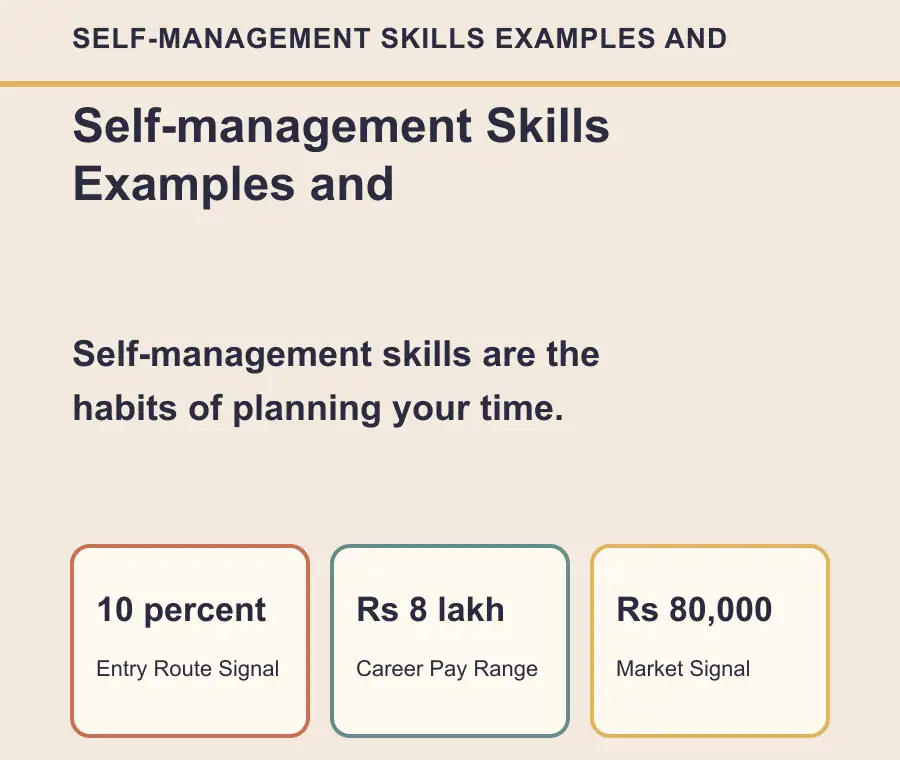 SELF-MANAGEMENT SKILLS EXAMPLES AND
Self-management Skills
Examples and
Self-management skills are the
habits of planning your time.
10 percent
Entry Route Signal
Rs 8 lakh
Career Pay Range
Rs 80,000
Market Signal